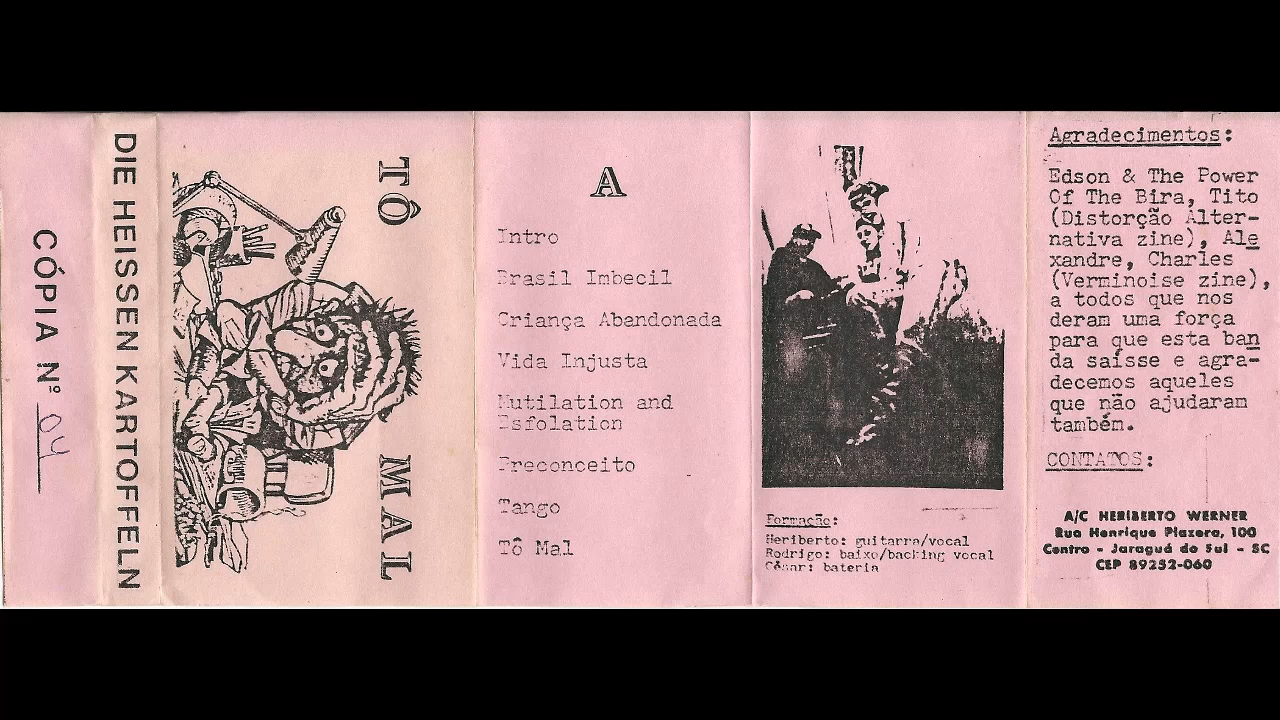 CÓPIA Nº 04
DIE HEISSEN KARTOFFELN
TÔ MAL
A
Intro
Brasil Imbecil
Criança Abandonada
Vida Injusta
Mutilation and
Esfolation
Preconceito
Tango
Tô Mal
Formação:
Heriberto: guitarra/vocal
Rodrigo: baixo/backing vocal
César: bateria
Agradecimentos:
Edson & The Power
Of The Bira, Tito
(Distorção Alter-
nativa zine), Ale
xandre, Charles
(Verminoise zine),
a todos que nos
deram uma força
para que esta ban
da saísse e agra-
decemos aqueles
que não ajudaram
também.
CONTATOS:
A/C HERIBERTO WERNER
Rua Henrique Piazera, 100
Centro - Jaraguá do Sul - SC
CEP 89252-060